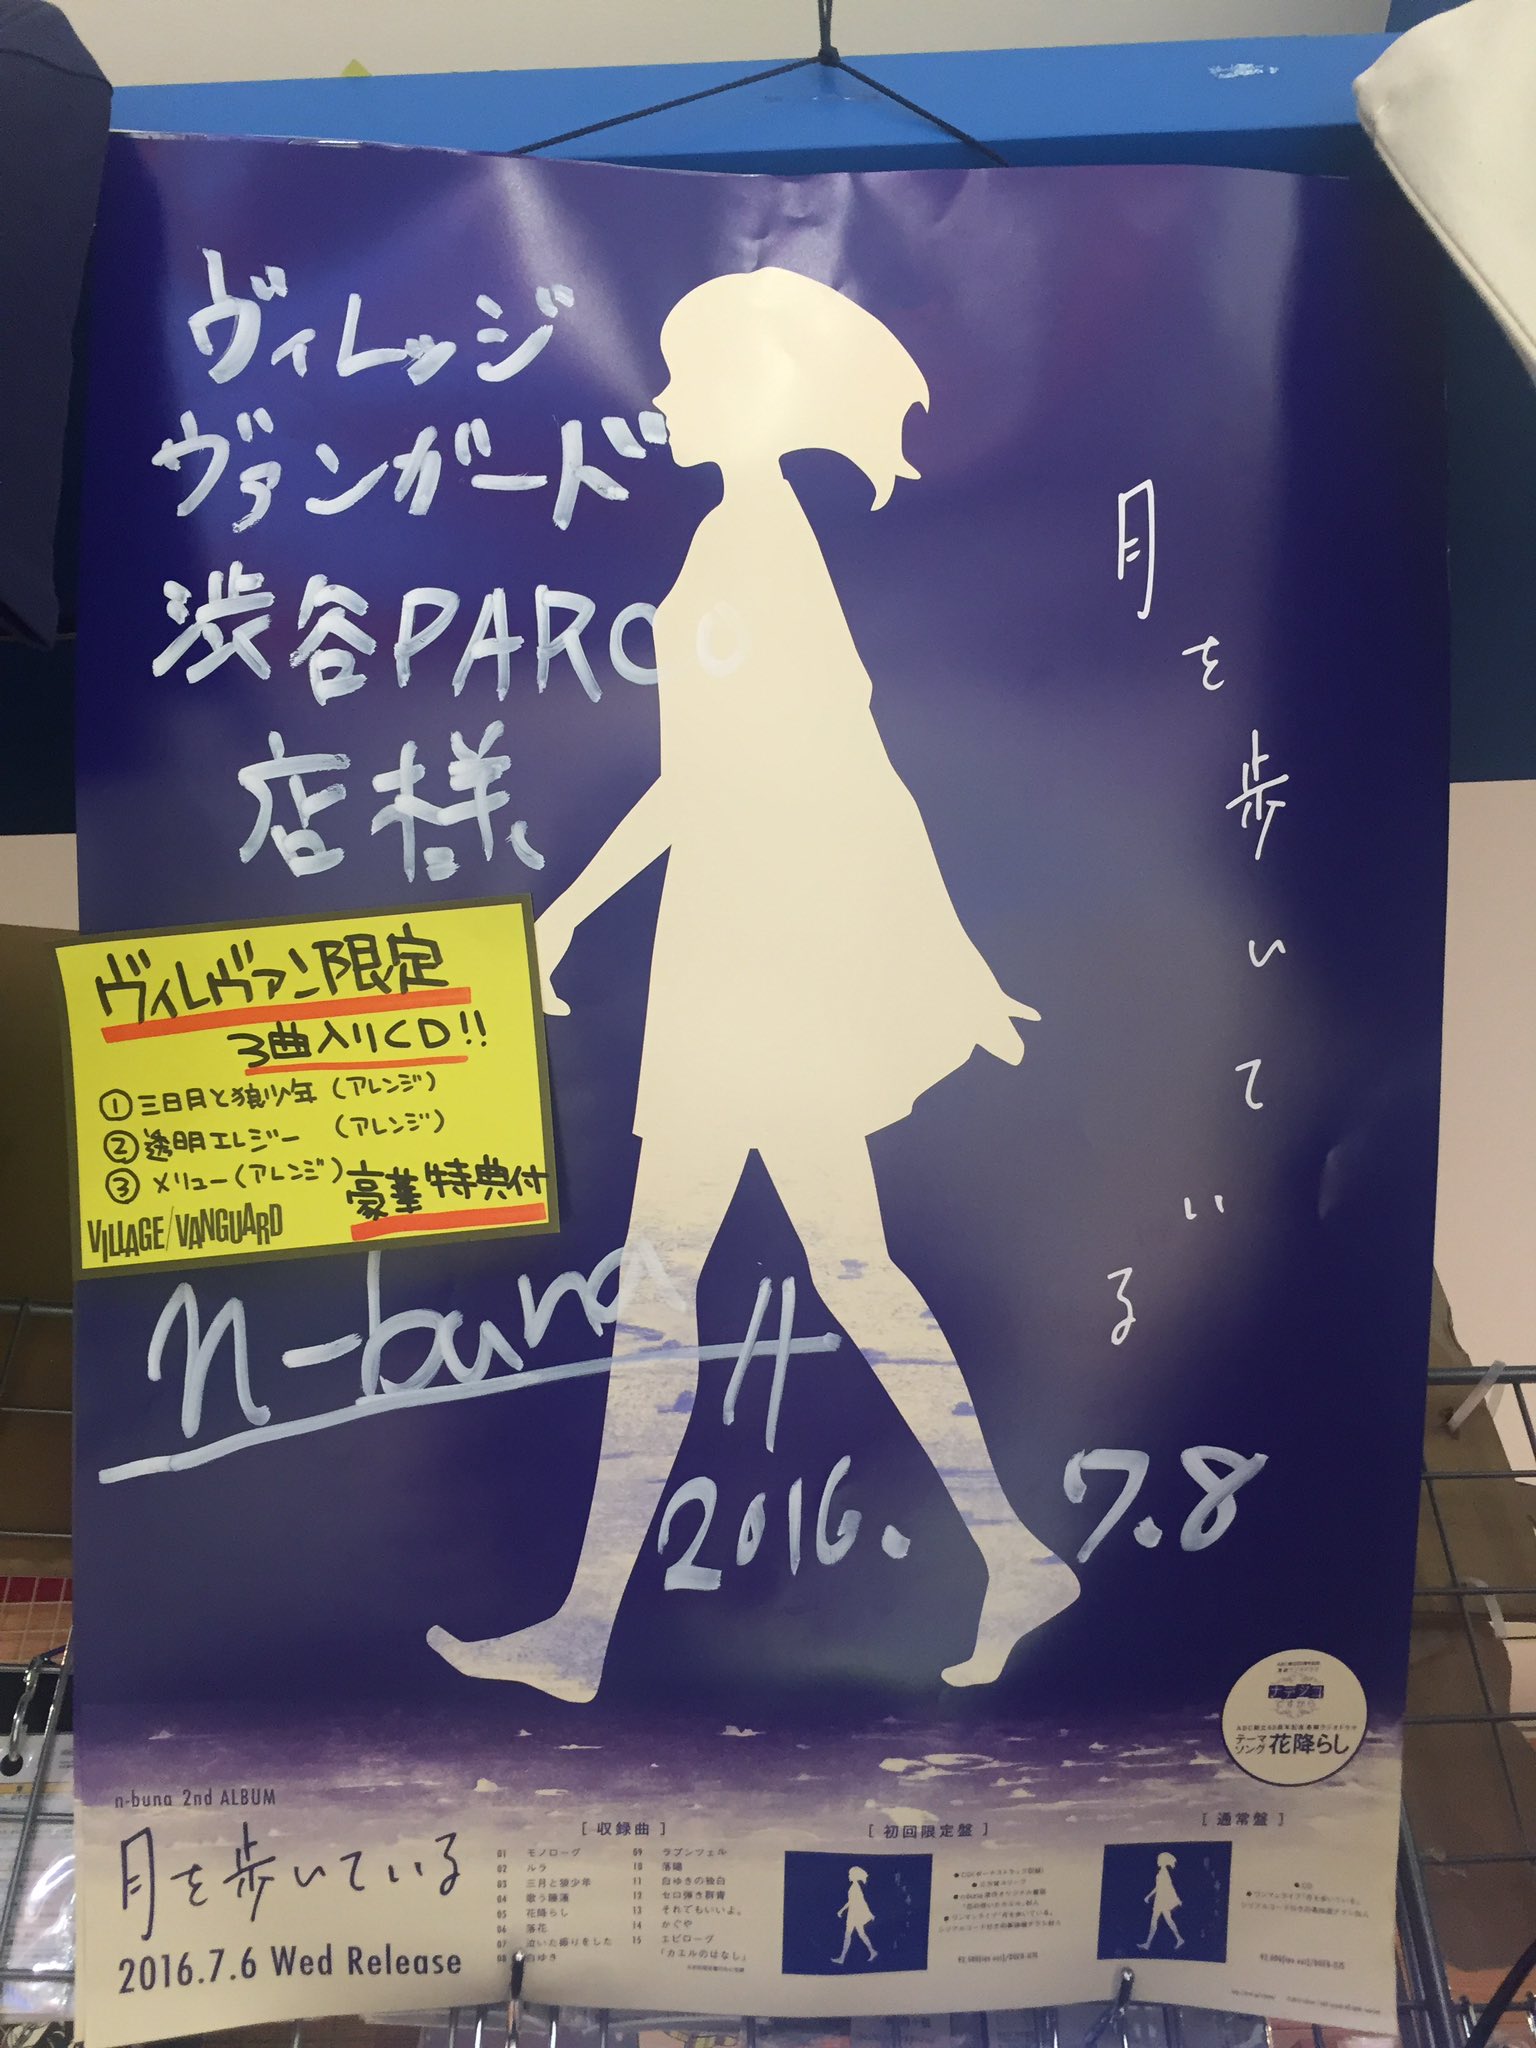 ヴィレッジ
ヴァンガード
渋谷PARCO
店様
月を歩いている
ヴィレヴァン限定
3曲入りCD!!
①三日月と狼少年(アレンジ)
②透明エレジー (アレンジ)
③メリュー(アレンジ)
豪華特典付
VILLAGE/VANGUARD
n-buna
2016. 7.8
テーマソング 花降らし
n-buna 2nd ALBUM
月を歩いている
2016.7.6 Wed Release
[ 収録曲 ]
01 モノローグ
02 ルラ
03 三月と狼少年
04 歌う睡蓮
05 花降らし
06 落花
07 泣いた振りをした
08 白ゆき
09 ラプンツェル
10 落曙
11 白ゆきの独白
12 セロ弾き群青
13 それでもいいよ。
14 かぐや
15 エピローグ
「カエルのはなし」
[ 初回限定盤 ]
[ 通常盤 ]